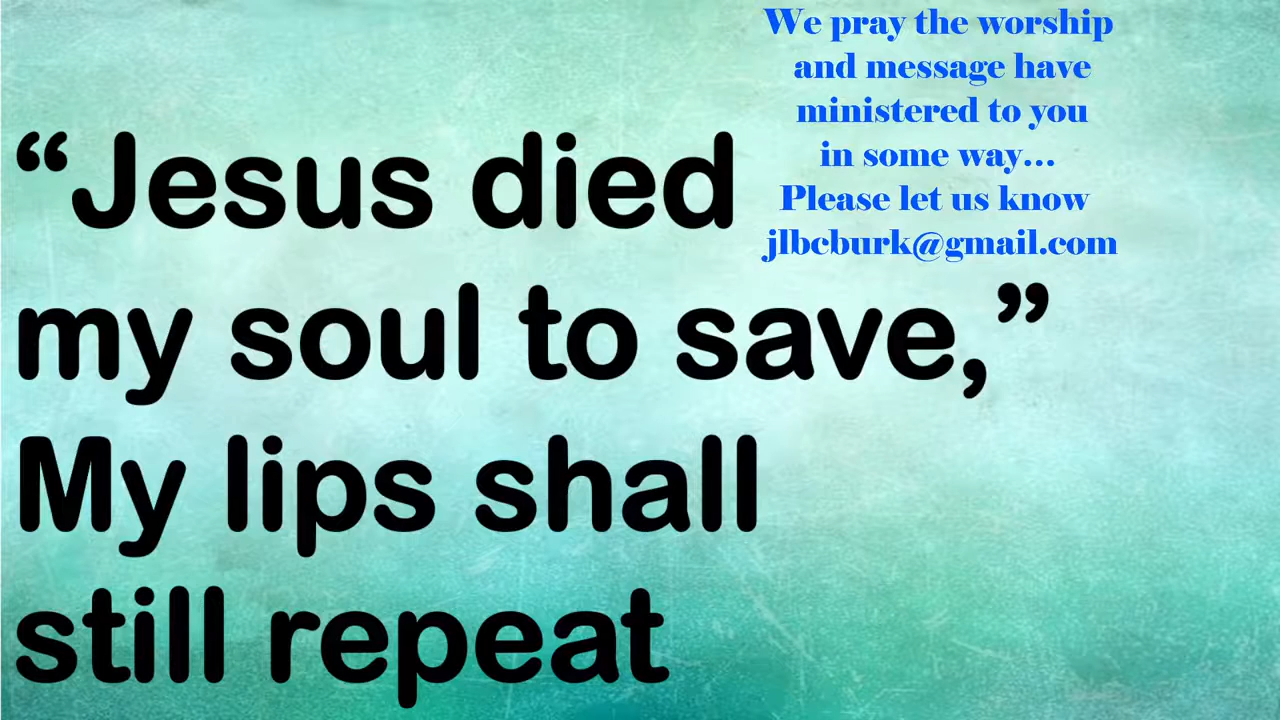 We pray the worship
and message have
ministered to you
in some way...
Please let us know
jlbcburk@gmail.com
“Jesus died
my soul to save,”
My lips shall
still repeat